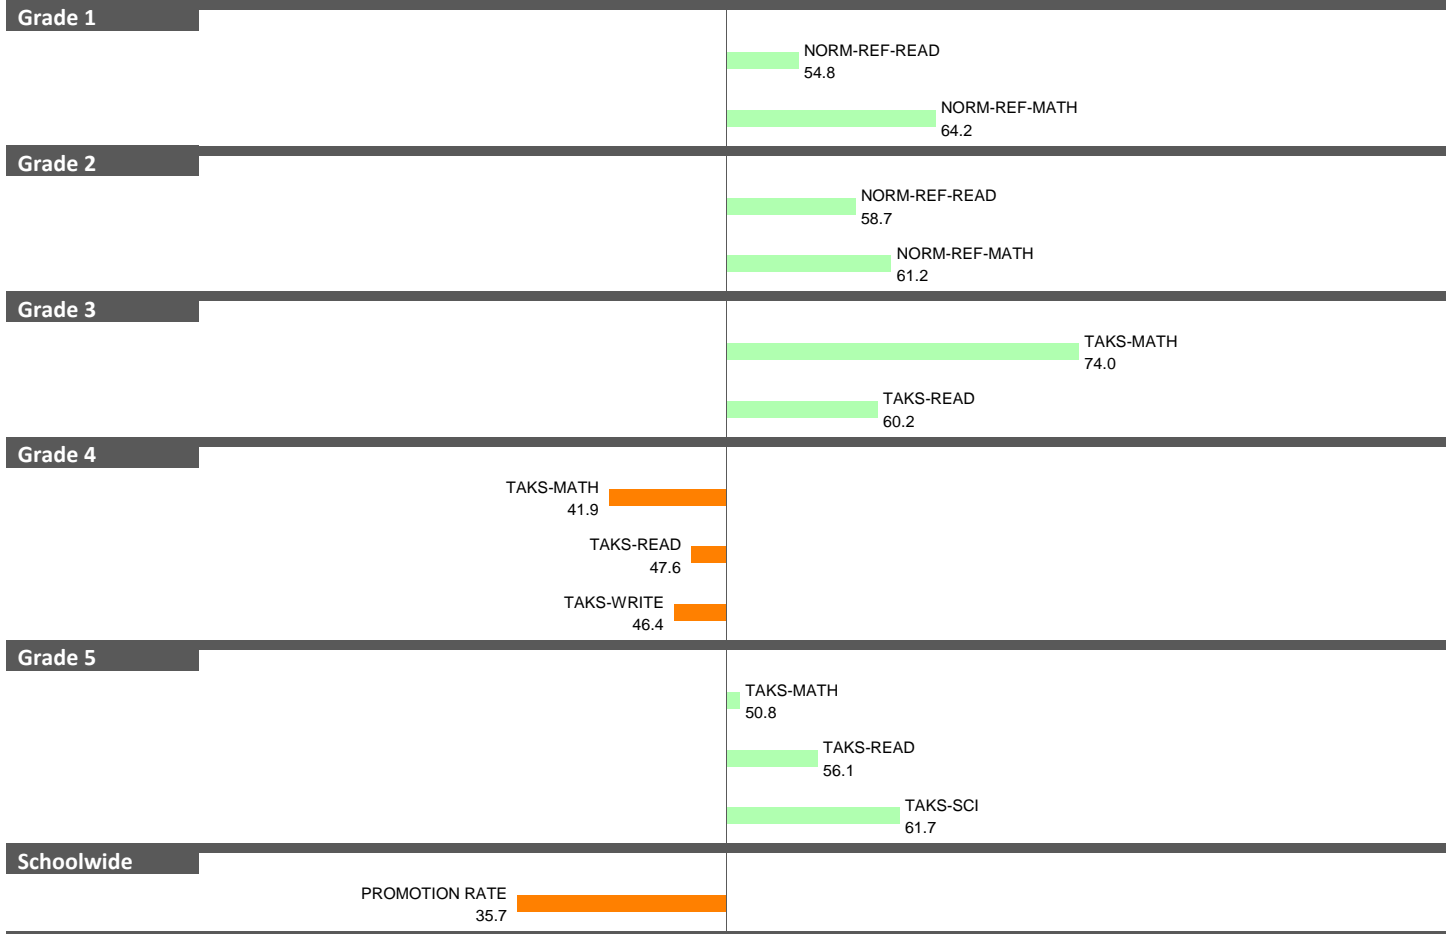 Grade 1
NORM-REF-READ
54.8
NORM-REF-MATH
64.2
Grade 2
NORM-REF-READ
58.7
NORM-REF-MATH
61.2
Grade 3
TAKS-MATH
74.0
TAKS-READ
60.2
Grade 4
TAKS-MATH
41.9
TAKS-READ
47.6
TAKS-WRITE
46.4
Grade 5
TAKS-MATH
50.8
TAKS-READ
56.1
TAKS-SCI
61.7
Schoolwide
PROMOTION RATE
35.7